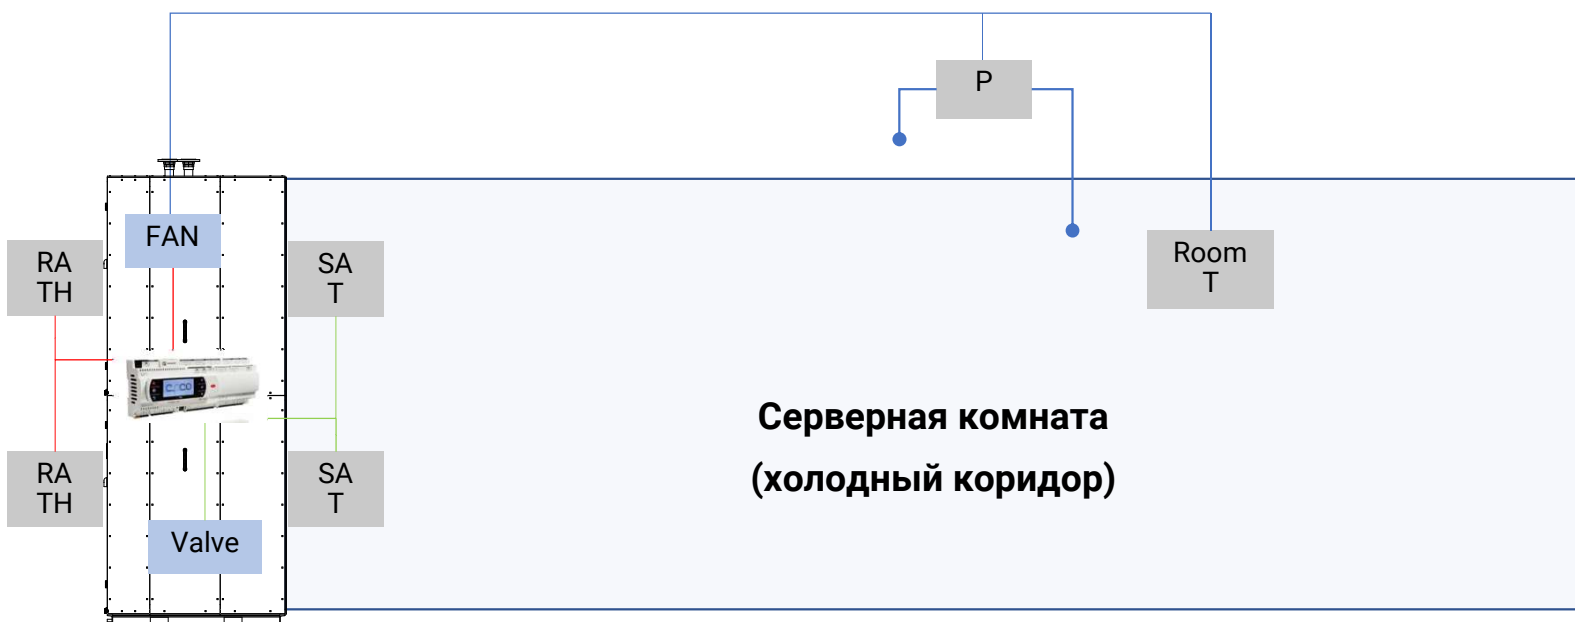 P
FAN
RA
TH
SA
T
Room
T
Серверная комната
(холодный коридор)
RA
TH
SA
T
Valve